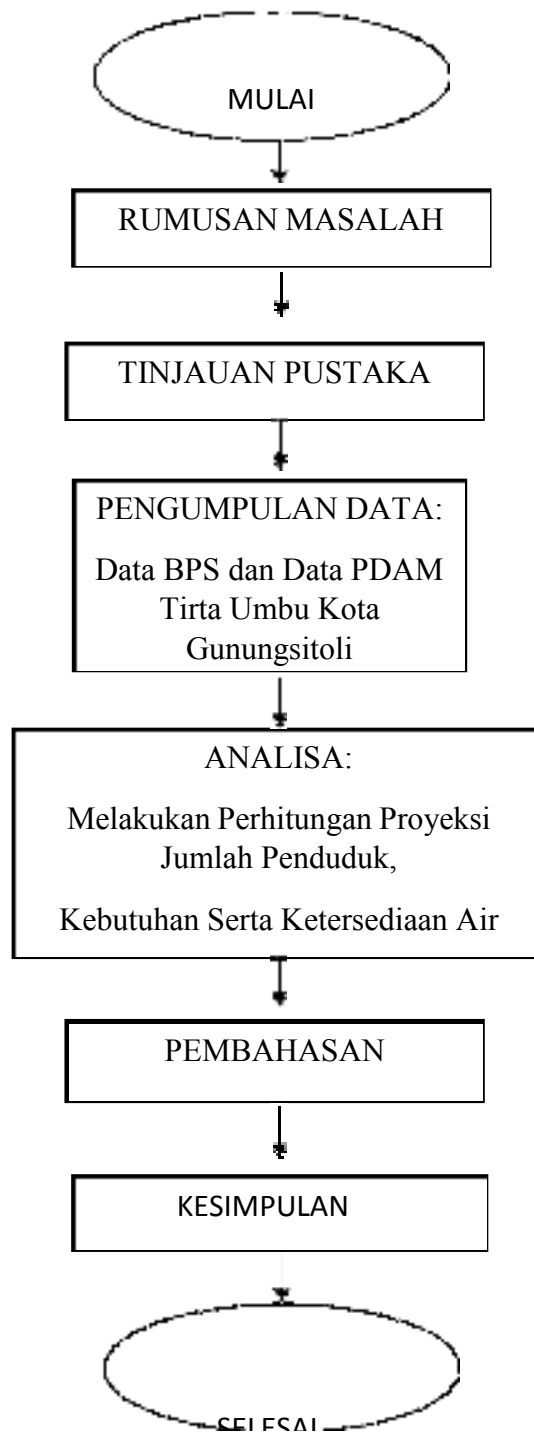 MULAI
RUMUSAN MASALAH
TINJAUAN PUSTAKA
PENGUMPULAN DATA:
Data BPS dan Data PDAM
Tirta Umbu Kota
Gunungsitoli
ANALISA:
Melakukan Perhitungan Proyeksi
Jumlah Penduduk,
Kebutuhan Serta Ketersediaan Air
PEMBAHASAN
KESIMPULAN
SELESAI